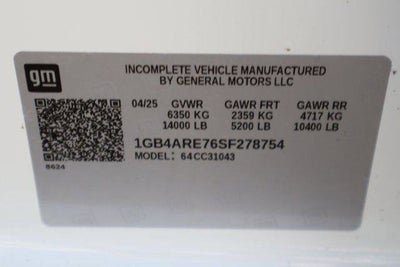 gm
INCOMPLETE VEHICLE MANUFACTURED
BY GENERAL MOTORS LLC
04/25 GVWR GAWR FRT GAWR RR
6350 KG 2359 KG 4717 KG
14000 LB 5200 LB 10400 LB
1GB4ARE76SF278754
MODEL: 64CC31043
8624